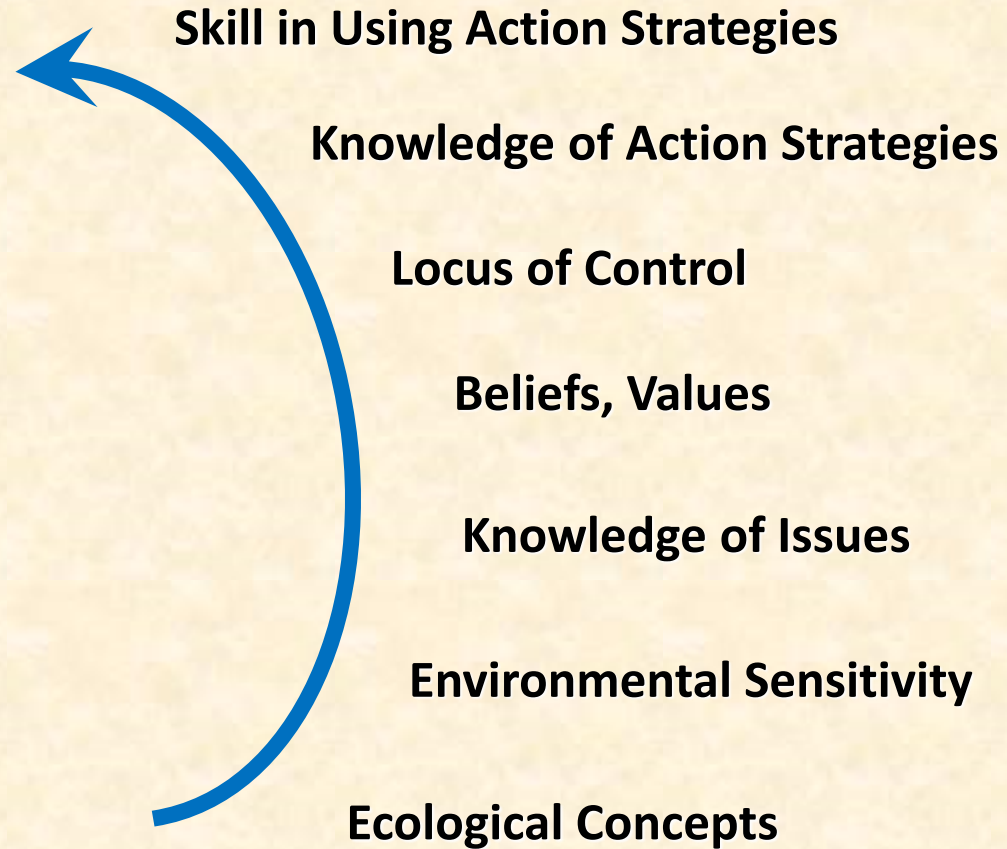 Skill in Using Action Strategies
Knowledge of Action Strategies
Locus of Control
Beliefs, Values
Knowledge of Issues
Environmental Sensitivity
Ecological Concepts